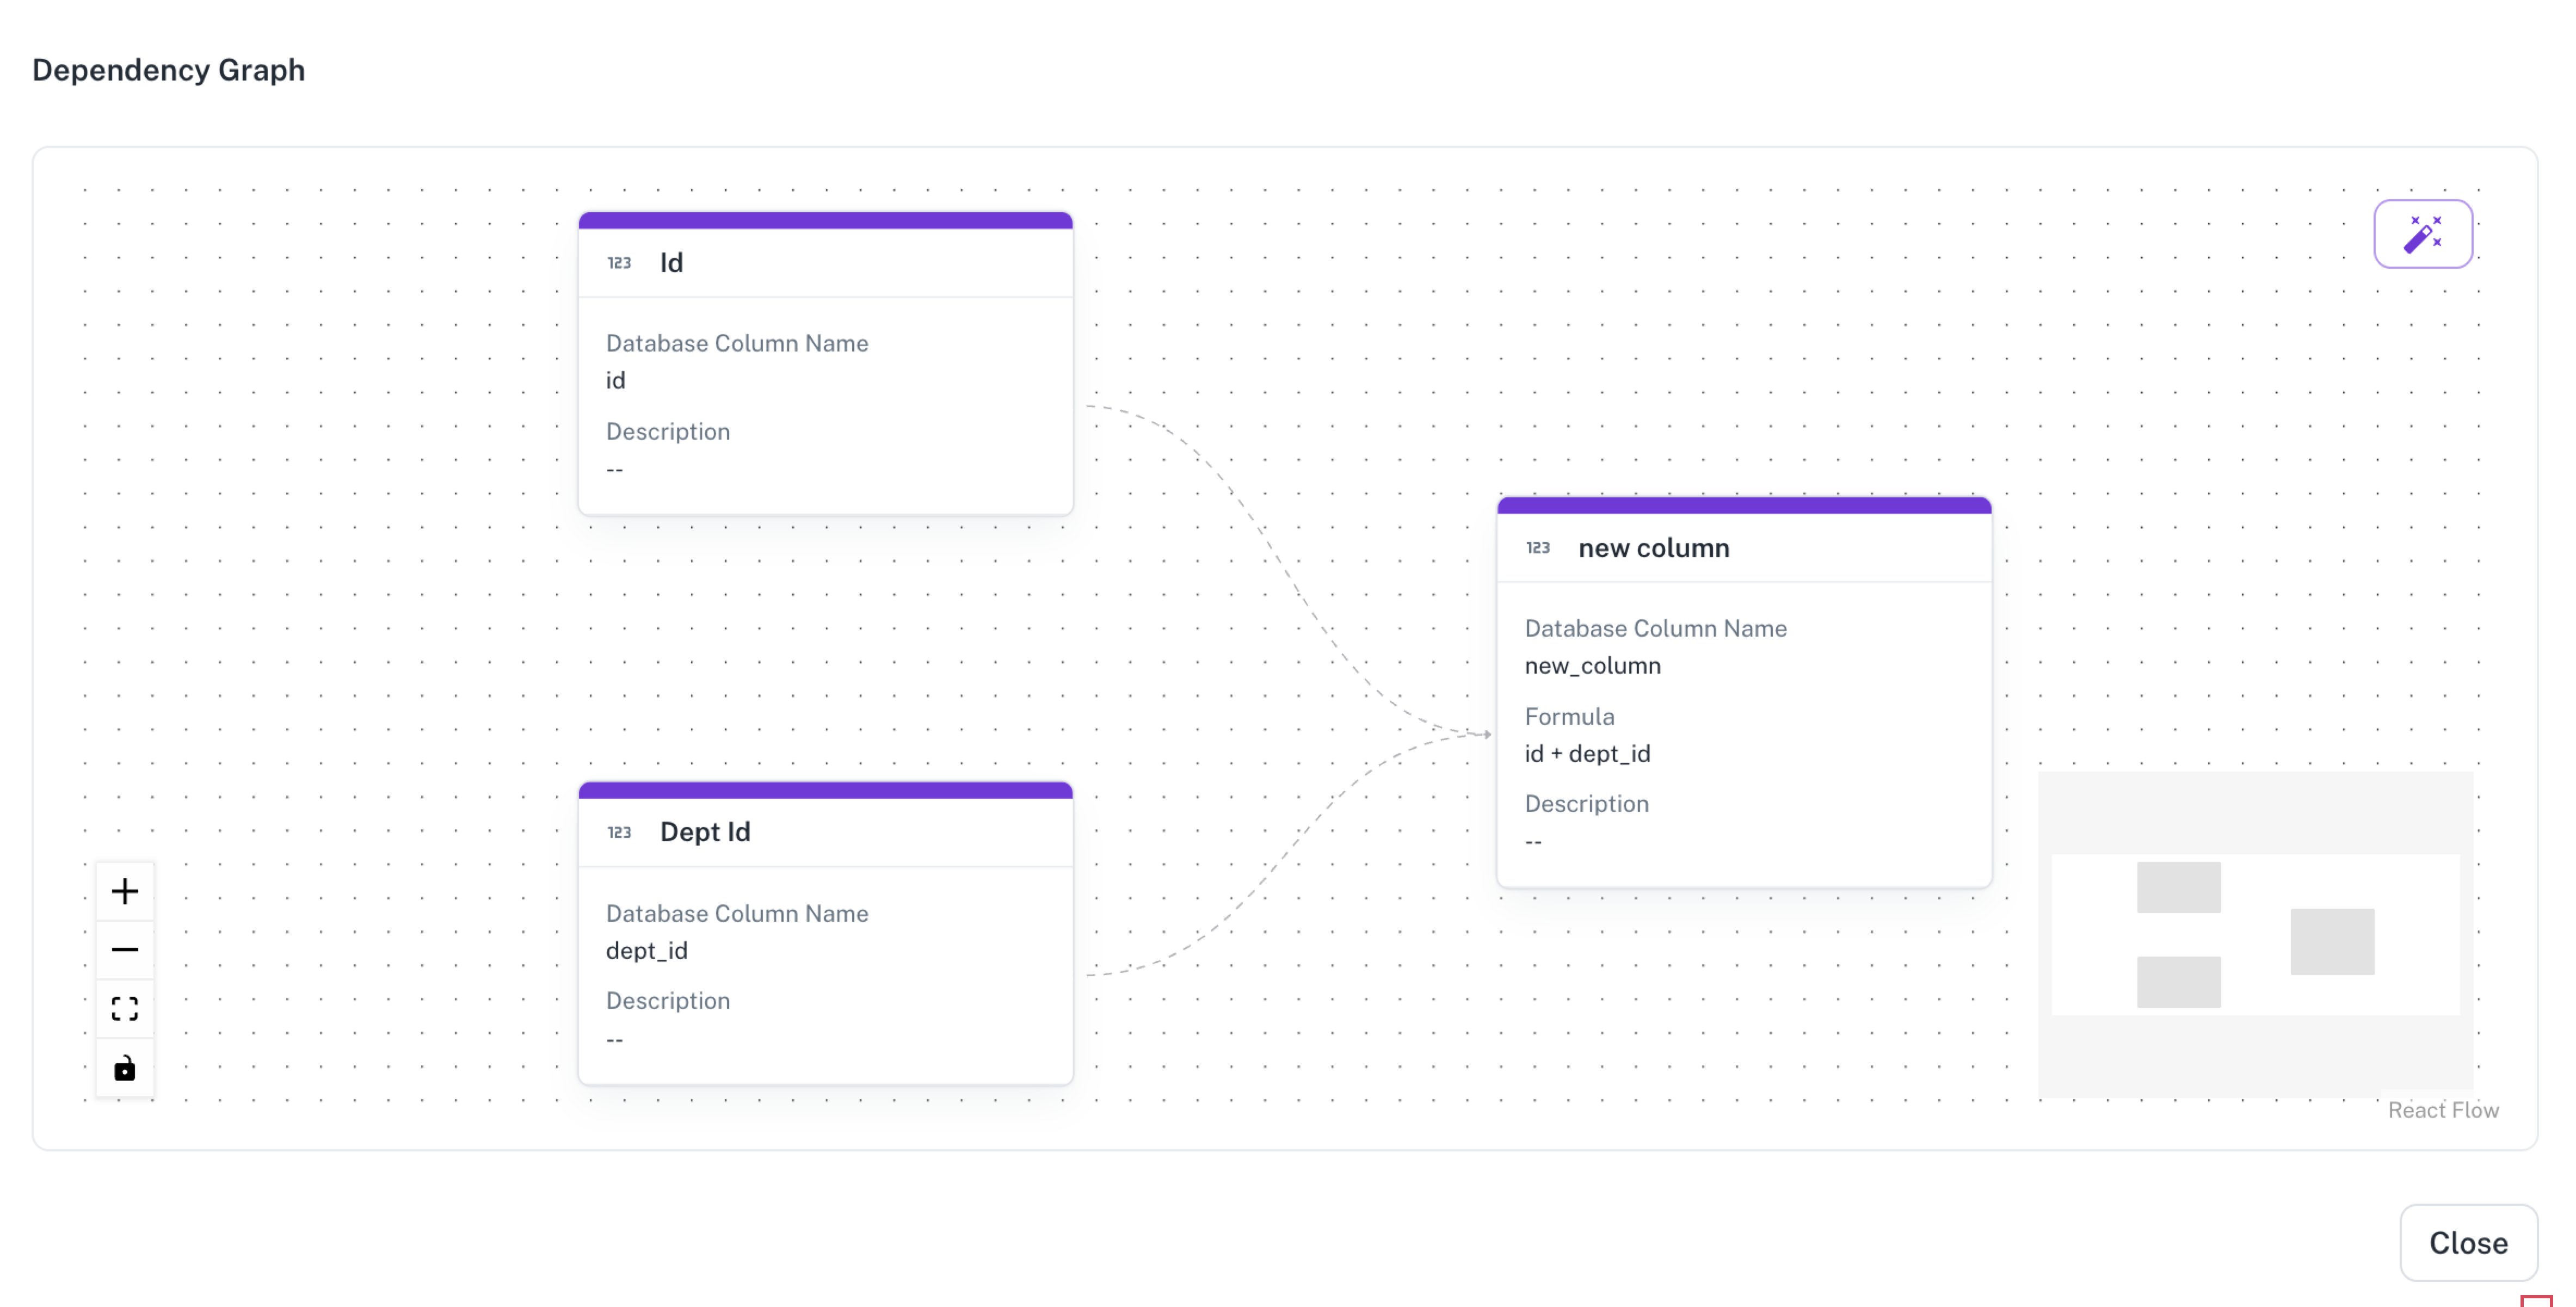 Dependency Graph
123 Id
Database Column Name
id
Description
--
123 new column
Database Column Name
new_column
Formula
id + dept_id
Description
--
123 Dept Id
Database Column Name
dept_id
Description
--
React Flow
Close